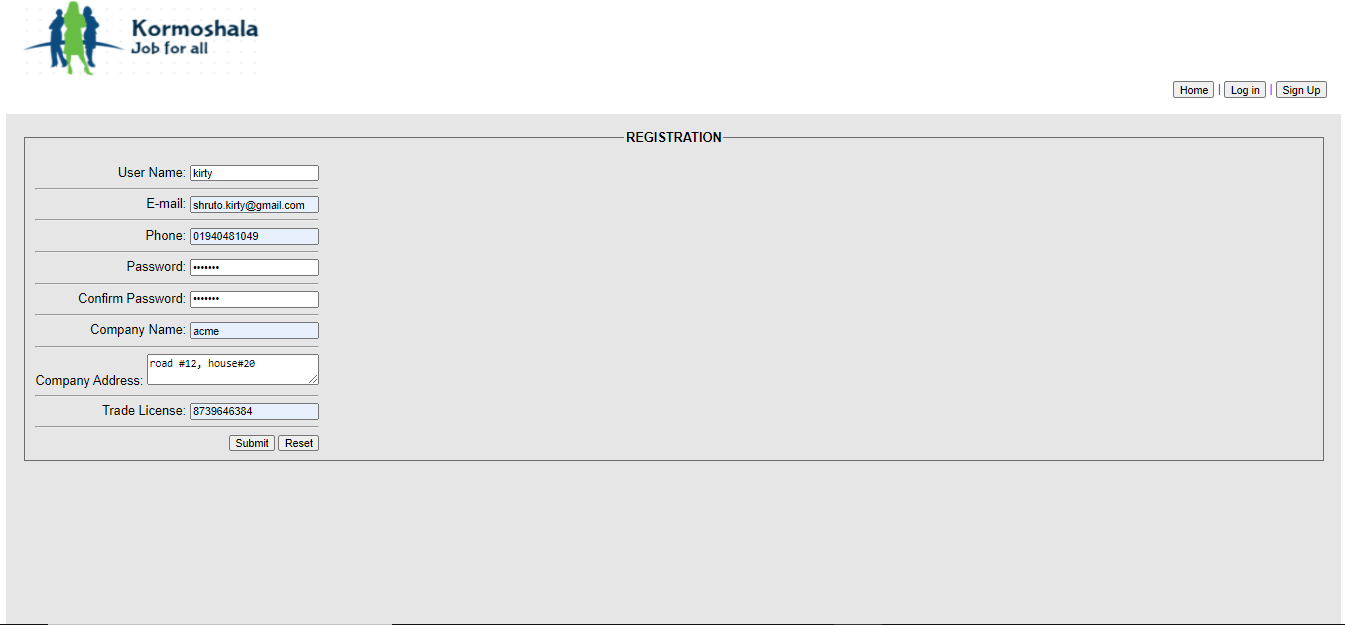 Kormoshala
Job for all
Home | Log in | Sign Up
REGISTRATION
User Name: kirty
E-mail: shruto.kirty@gmail.com
Phone: 01940481049
Password: •••••••
Confirm Password: •••••••
Company Name: acme
Company Address: road #12, house#20
Trade License: 8739646384
Submit Reset